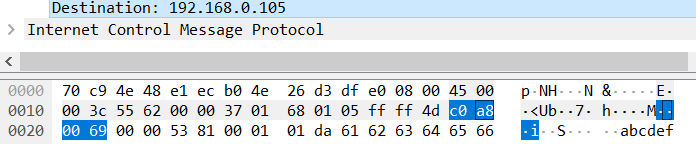 Destination: 192.168.0.105
Internet Control Message Protocol
0000 70 c9 4e 48 e1 ec b0 4e 26 d3 df e0 08 00 45 00 p·NH···N &·····E·
0010 00 3c 55 62 00 00 37 01 68 01 05 ff ff 4d c0 a8 ·<Ub··7· h····M··
0020 00 69 00 00 53 81 00 01 01 da 61 62 63 64 65 66 ·i··S··· ··abcdef